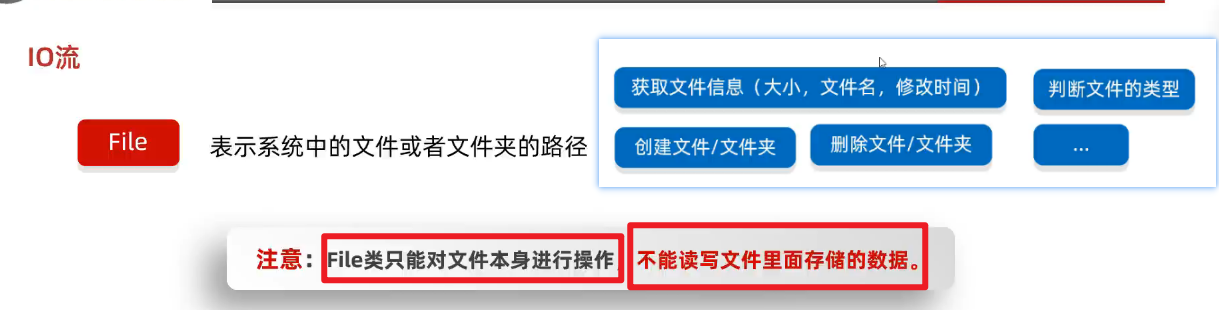 IO流
获取文件信息（大小，文件名，修改时间） 判断文件的类型
File 表示系统中的文件或者文件夹的路径 创建文件/文件夹 删除文件/文件夹 ...
注意：File类只能对文件本身进行操作，不能读写文件里面存储的数据。